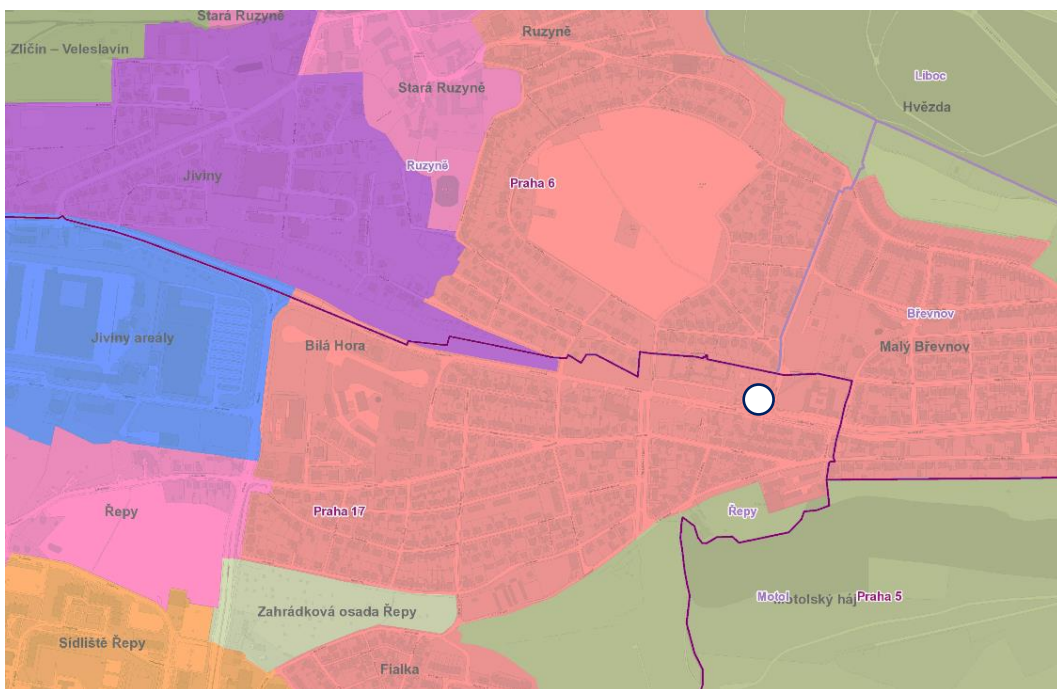 Stará Ruzyně
Ruzyně
Zličín – Veleslavín
Liboc
Stará Ruzyně
Hvězda
Ruzyně
Jiviny
Praha 6
Břevnov
Jiviny areály
Bílá Hora
Malý Břevnov
Řepy
Praha 17
Řepy
Motol
Motolský háj
Praha 5
Zahrádková osada Řepy
Sídliště Řepy
Fialka